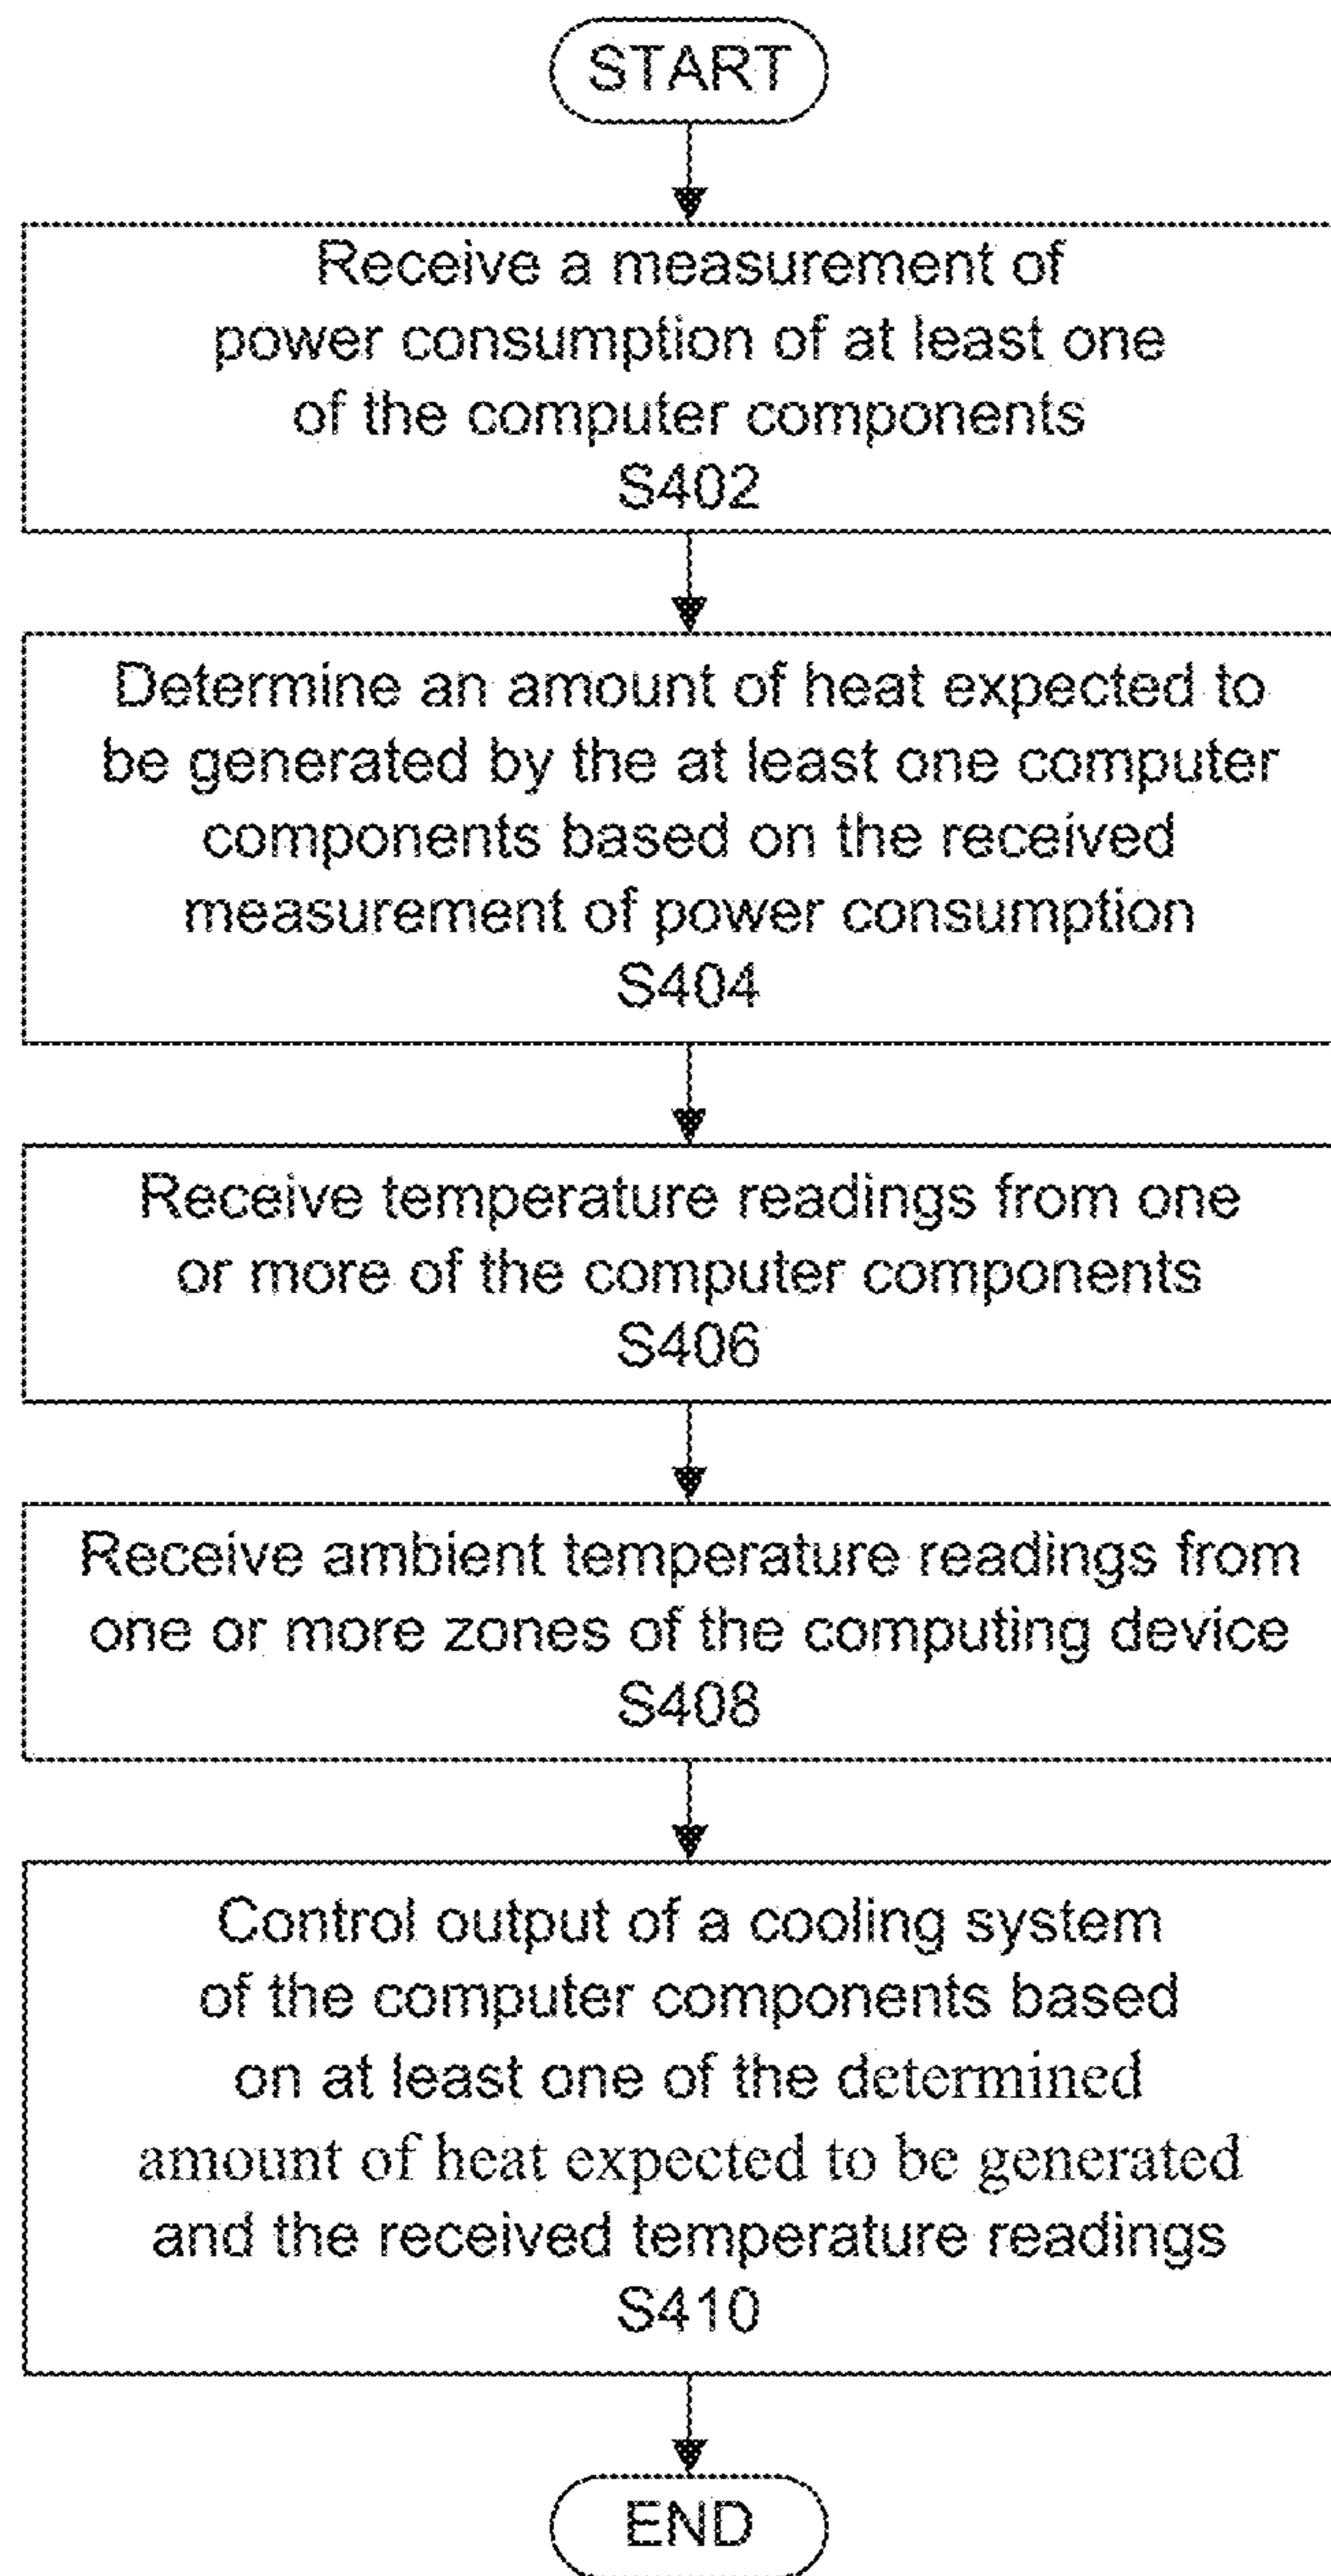 START
Receive a measurement of
power consumption of at least one
of the computer components
S402
Determine an amount of heat expected to
be generated by the at least one computer
components based on the received
measurement of power consumption
S404
Receive temperature readings from one
or more of the computer components
S406
Receive ambient temperature readings from
one or more zones of the computing device
S408
Control output of a cooling system
of the computer components based
on at least one of the determined
amount of heat expected to be generated
and the received temperature readings
S410
END